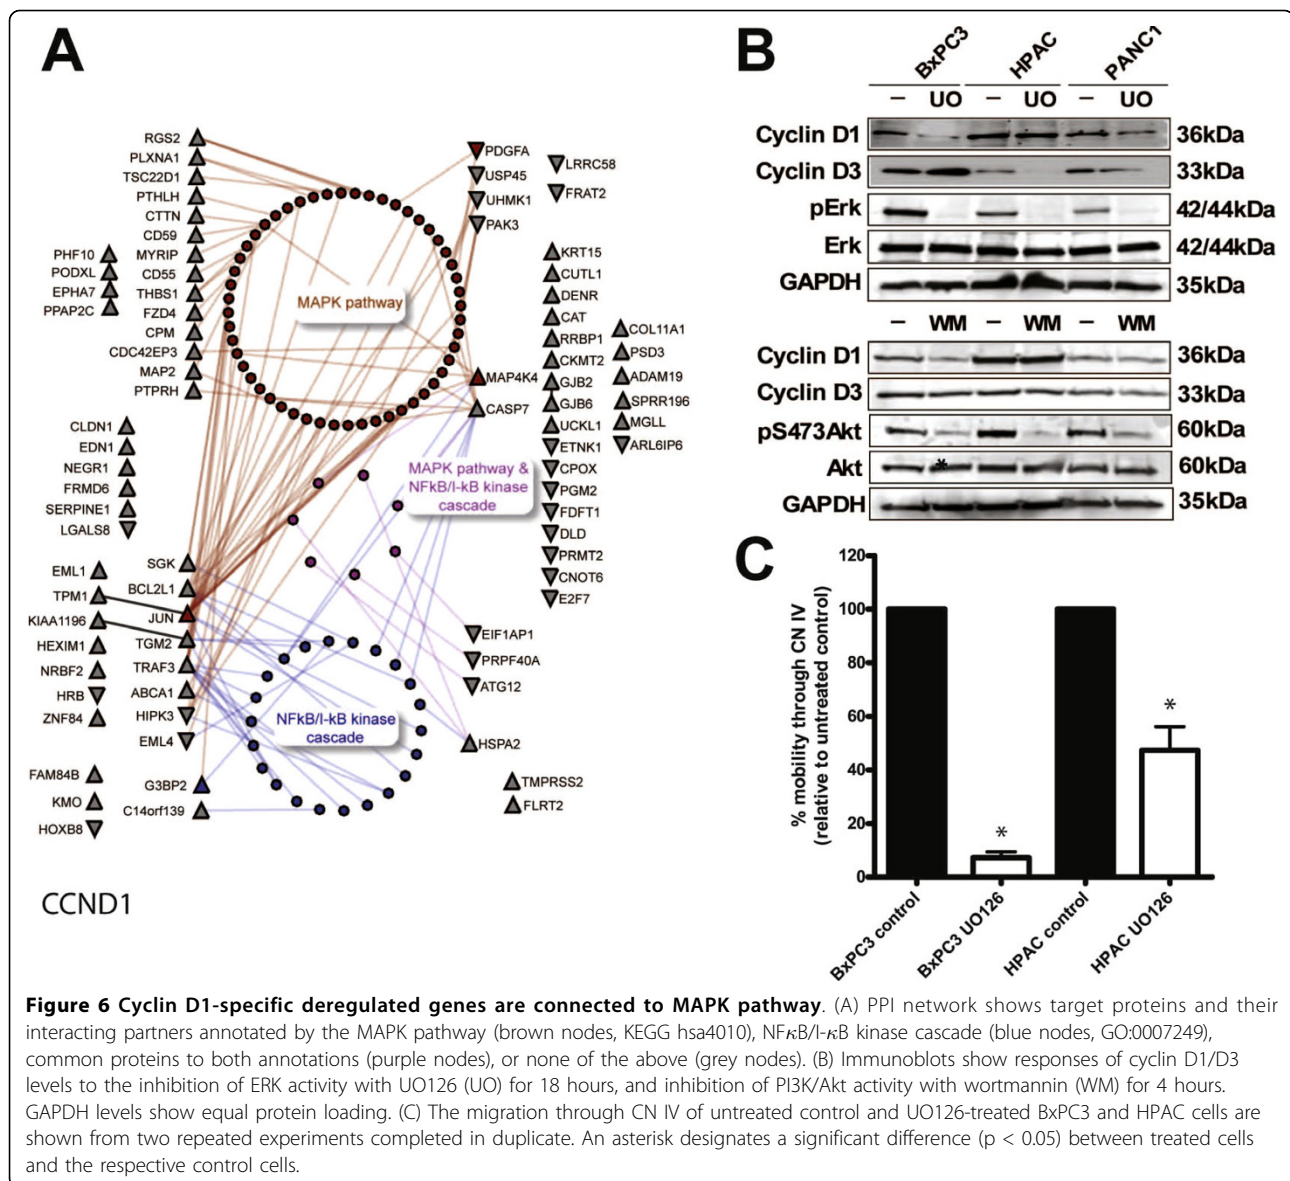 A
RGS2
PLXNA1
TSC22D1
PTHLH
CTTN
CD59
MYRIP
CD55
THBS1
FZD4
CPM
CDC42EP3
MAP2
PTPRH
PHF10
PODXL
EPHA7
PPAP2C
CLDN1
EDN1
NEGR1
FRMD6
SERPINE1
LGALS8
EML1
TPM1
KIAA1196
HEXIM1
NRBF2
HRB
ZNF84
SGK
BCL2L1
JUN
TGM2
TRAF3
ABCA1
HIPK3
EML4
FAM84B
KMO
HOXB8
G3BP2
C14orf139
MAPK pathway
MAPK pathway &
NFkB/I-kB kinase
cascade
NFkB/I-kB kinase
cascade
PDGFA
USP45
UHMK1
PAK3
LRRC58
FRAT2
MAP4K4
CASP7
KRT15
CUTL1
DENR
CAT
RRBP1
CKMT2
GJB2
GJB6
UCKL1
ETNK1
CPOX
PGM2
FDFT1
DLD
PRMT2
CNOT6
E2F7
COL11A1
PSD3
ADAM19
SPRR196
MGLL
ARL6IP6
EIF1AP1
PRPF40A
ATG12
HSPA2
TMPRSS2
FLRT2
CCND1
B
BxPC3 HPAC PANC1
– UO – UO – UO
Cyclin D1 36kDa
Cyclin D3 33kDa
pErk 42/44kDa
Erk 42/44kDa
GAPDH 35kDa
– WM – WM – WM
Cyclin D1 36kDa
Cyclin D3 33kDa
pS473Akt 60kDa
Akt * 60kDa
GAPDH 35kDa
C
% mobility through CN IV
(relative to untreated control)
120
100
80
60
40
20
0
*
*
BxPC3 control
BxPC3 UO126
HPAC control
HPAC UO126
Figure 6 Cyclin D1-specific deregulated genes are connected to MAPK pathway. (A) PPI network shows target proteins and their
interacting partners annotated by the MAPK pathway (brown nodes, KEGG hsa4010), NFκB/I-κB kinase cascade (blue nodes, GO:0007249),
common proteins to both annotations (purple nodes), or none of the above (grey nodes). (B) Immunoblots show responses of cyclin D1/D3
levels to the inhibition of ERK activity with UO126 (UO) for 18 hours, and inhibition of PI3K/Akt activity with wortmannin (WM) for 4 hours.
GAPDH levels show equal protein loading. (C) The migration through CN IV of untreated control and UO126-treated BxPC3 and HPAC cells are
shown from two repeated experiments completed in duplicate. An asterisk designates a significant difference (p < 0.05) between treated cells
and the respective control cells.